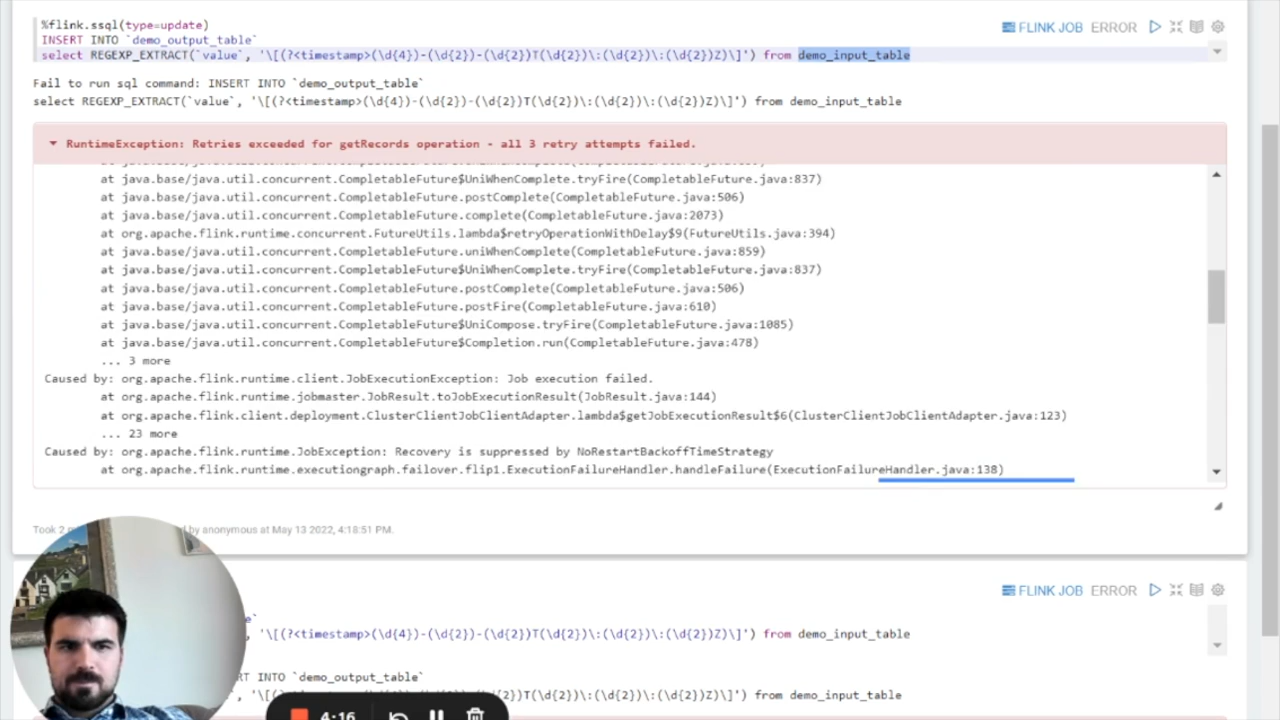 %flink.ssql(type=update)
FLINK JOB ERROR
INSERT INTO `demo_output_table`
select REGEXP_EXTRACT(`value`, '\[(?<timestamp>(\d{4})-(\d{2})-(\d{2})T(\d{2})\:(\d{2})\:(\d{2})Z)\]') from demo_input_table
Fail to run sql command: INSERT INTO `demo_output_table`
select REGEXP_EXTRACT(`value`, '\[(?<timestamp>(\d{4})-(\d{2})-(\d{2})T(\d{2})\:(\d{2})\:(\d{2})Z)\]') from demo_input_table
RuntimeException: Retries exceeded for getRecords operation - all 3 retry attempts failed.
at java.base/java.util.concurrent.CompletableFuture$UniWhenComplete.tryFire(CompletableFuture.java:837)
at java.base/java.util.concurrent.CompletableFuture.postComplete(CompletableFuture.java:506)
at java.base/java.util.concurrent.CompletableFuture.complete(CompletableFuture.java:2073)
at org.apache.flink.runtime.concurrent.FutureUtils.lambda$retryOperationWithDelay$9(FutureUtils.java:394)
at java.base/java.util.concurrent.CompletableFuture.uniWhenComplete(CompletableFuture.java:859)
at java.base/java.util.concurrent.CompletableFuture$UniWhenComplete.tryFire(CompletableFuture.java:837)
at java.base/java.util.concurrent.CompletableFuture.postComplete(CompletableFuture.java:506)
at java.base/java.util.concurrent.CompletableFuture.postFire(CompletableFuture.java:610)
at java.base/java.util.concurrent.CompletableFuture$UniCompose.tryFire(CompletableFuture.java:1085)
at java.base/java.util.concurrent.CompletableFuture$Completion.run(CompletableFuture.java:478)
... 3 more
Caused by: org.apache.flink.runtime.client.JobExecutionException: Job execution failed.
at org.apache.flink.runtime.jobmaster.JobResult.toJobExecutionResult(JobResult.java:144)
at org.apache.flink.client.deployment.ClusterClientJobClientAdapter.lambda$getJobExecutionResult$6(ClusterClientJobClientAdapter.java:123)
... 23 more
Caused by: org.apache.flink.runtime.JobException: Recovery is suppressed by NoRestartBackoffTimeStrategy
at org.apache.flink.runtime.executiongraph.failover.flip1.ExecutionFailureHandler.handleFailure(ExecutionFailureHandler.java:138)
Took 2 by anonymous at May 13 2022, 4:18:51 PM.
FLINK JOB ERROR
, '\[(?<timestamp>(\d{4})-(\d{2})-(\d{2})T(\d{2})\:(\d{2})\:(\d{2})Z)\]') from demo_input_table
INTO `demo_output_table`
, '\[(?<timestamp>(\d{4})-(\d{2})-(\d{2})T(\d{2})\:(\d{2})\:(\d{2})Z)\]') from demo_input_table
4:16